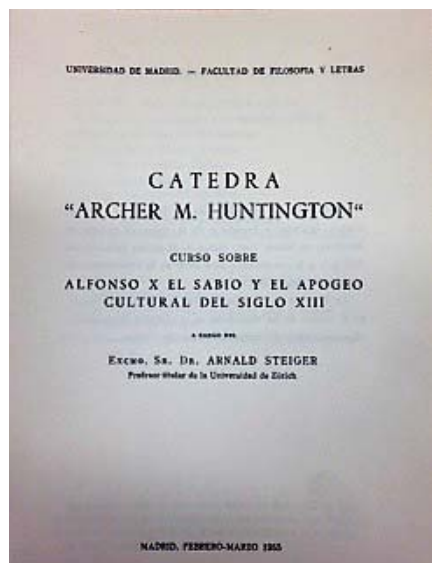 UNIVERSIDAD DE MADRID. — FACULTAD DE FILOSOFIA Y LETRAS
CATEDRA
“ARCHER M. HUNTINGTON“
CURSO SOBRE
ALFONSO X EL SABIO Y EL APOGEO
CULTURAL DEL SIGLO XIII
A CARGO DEL
EXCMO. SR. DR. ARNALD STEIGER
Profesor titular de la Universidad de Zürich
MADRID, FEBRERO-MARZO